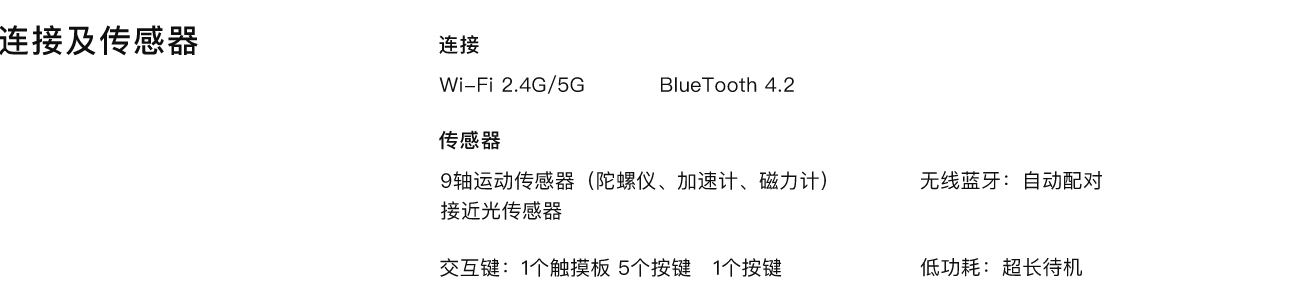 连接及传感器
连接
Wi-Fi 2.4G/5G BlueTooth 4.2
传感器
9轴运动传感器（陀螺仪、加速计、磁力计） 无线蓝牙：自动配对
接近光传感器
交互键：1个触摸板 5个按键 1个按键 低功耗：超长待机